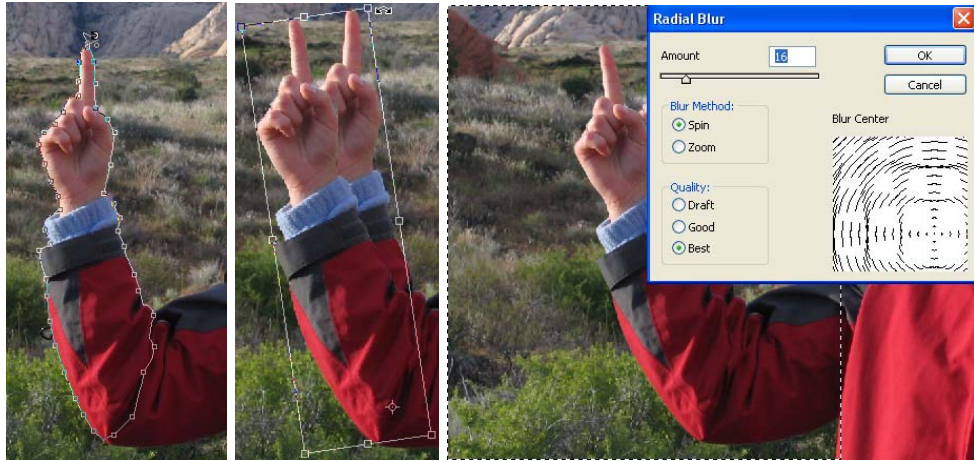 Radial Blur
Amount
16
OK
Cancel
Blur Method:
Spin
Zoom
Blur Center
Quality:
Draft
Good
Best